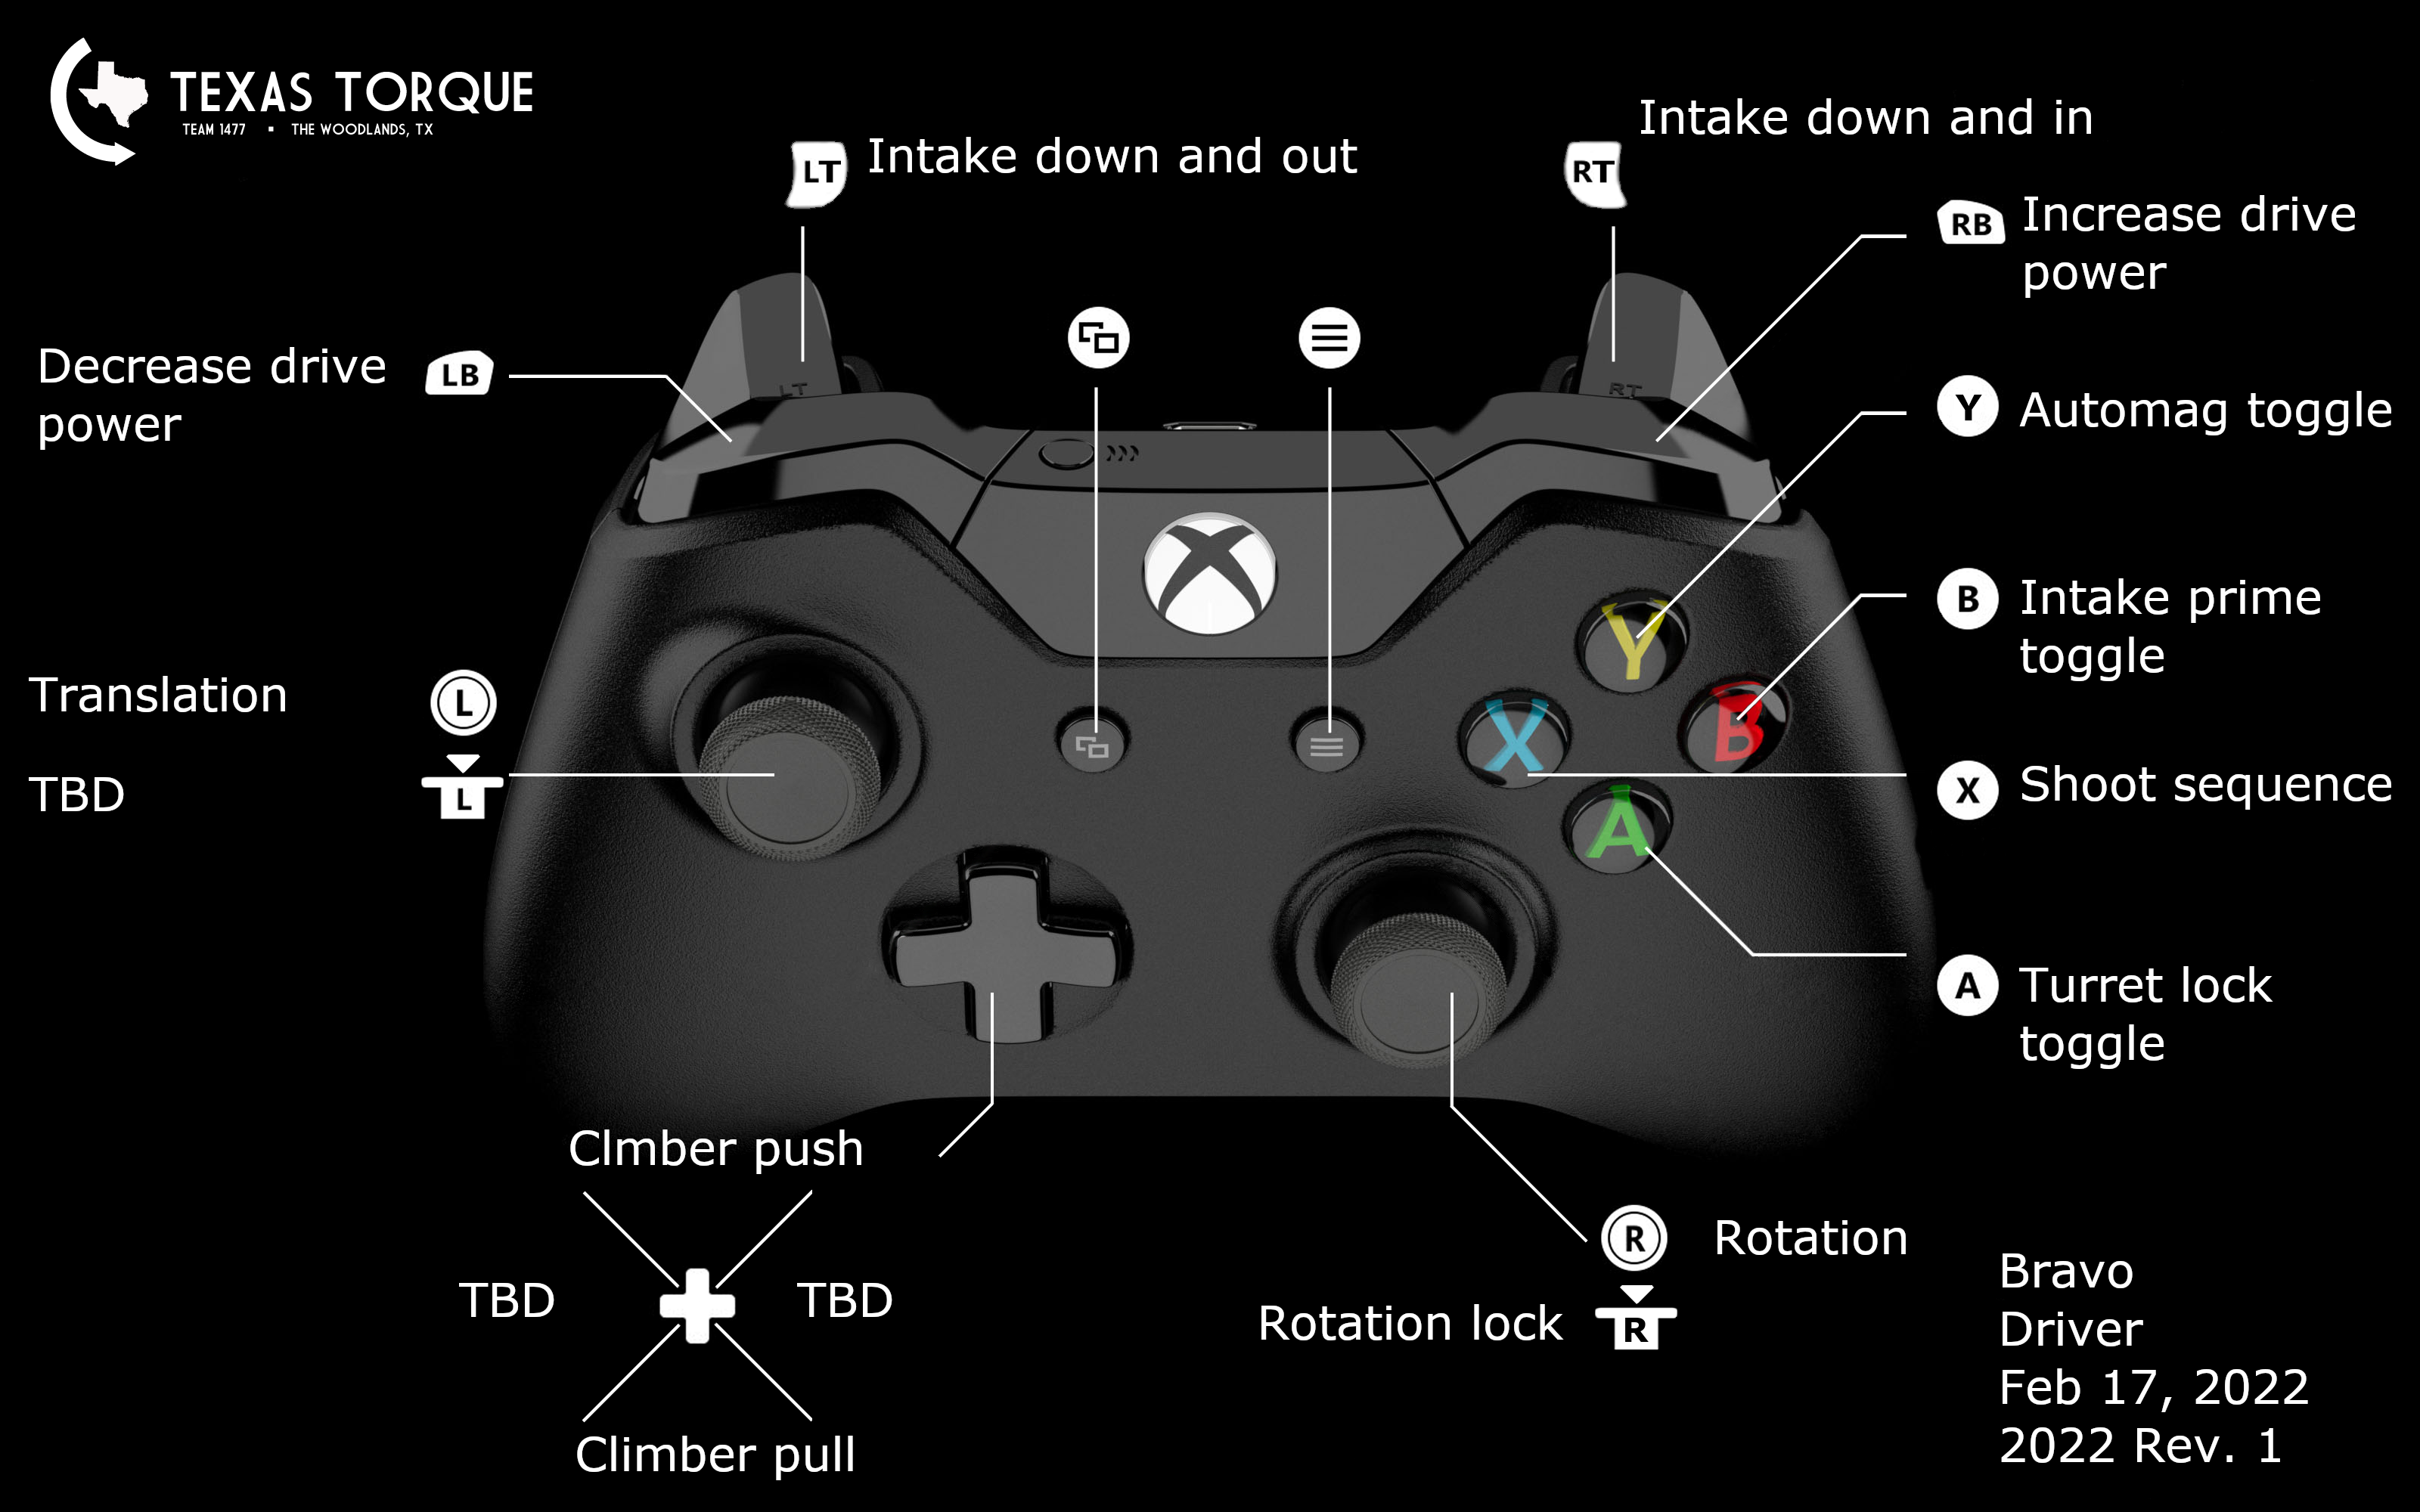 TEXAS TORQUE
TEAM 1477 ▪ THE WOODLANDS, TX
LT Intake down and out
RT Intake down and in
RB Increase drive
power
Decrease drive LB
power
LT
RT
Y Automag toggle
B Intake prime
toggle
Y
B
X
A
Translation L
TBD L
X Shoot sequence
A Turret lock
toggle
Clmber push
TBD TBD
Climber pull
R Rotation
Rotation lock R
Bravo
Driver
Feb 17, 2022
2022 Rev. 1